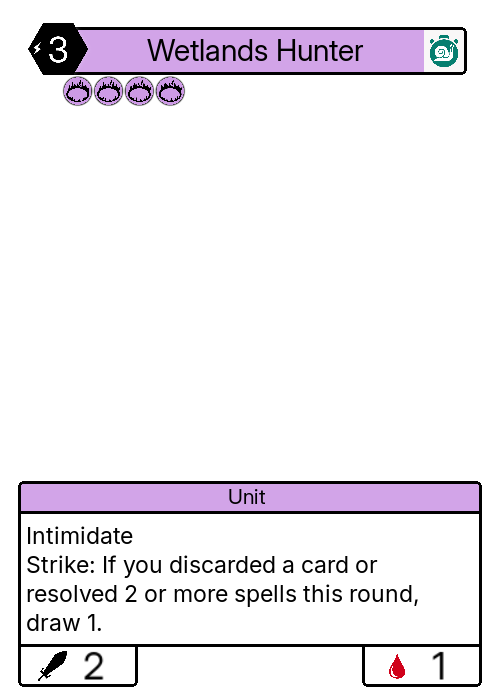 3
Wetlands Hunter
Unit
Intimidate
Strike: If you discarded a card or
resolved 2 or more spells this round,
draw 1.
2
1